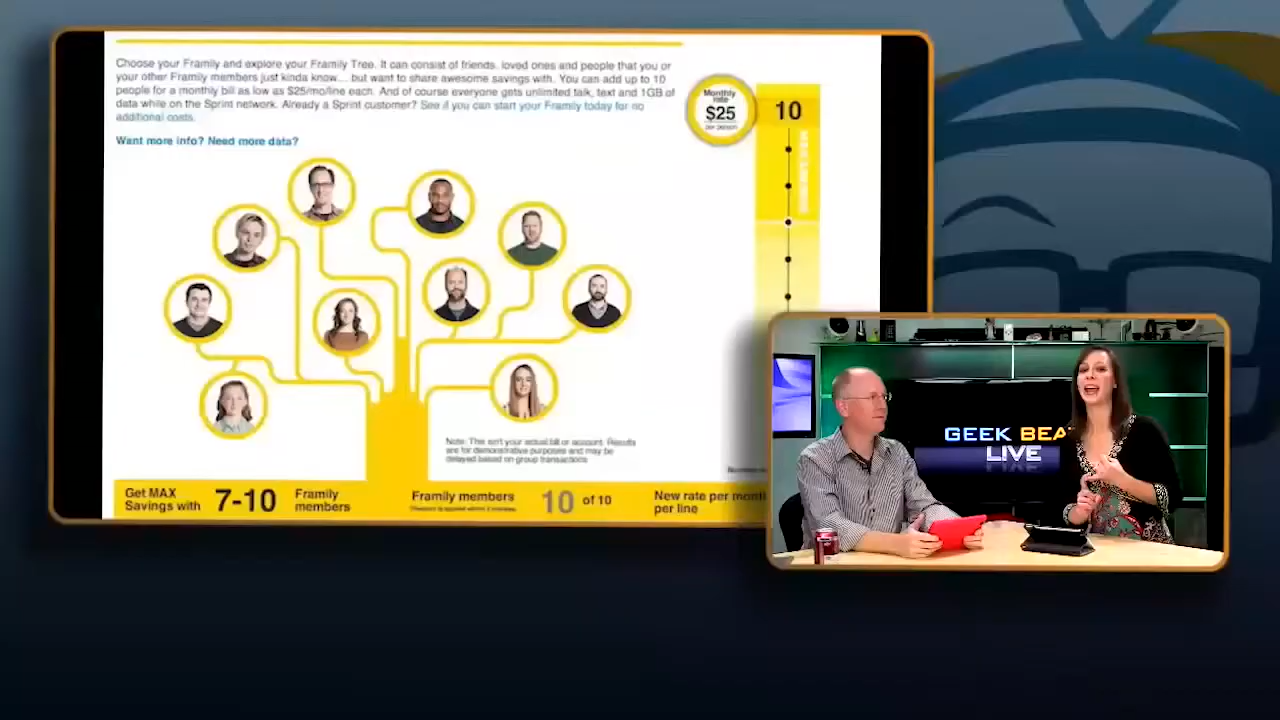 Choose your Framily and explore your Framily Tree. It can consist of friends, loved ones and people that you or
your other Framily members just kinda know.... but want to share awesome savings with. You can add up to 10
people for a monthly bill as low as $25/mo/line each. And of course everyone gets unlimited talk, text and 1GB of
data while on the Sprint network. Already a Sprint customer? See if you can start your Framily today for no
additional costs.
Want more info? Need more data?
Monthly
rate
$25
per person
10
Note: This isn't your actual bill or account. Results
are for demonstrative purposes and may be
delayed based on group transactions
Get MAX
Savings with
7-10
Framily
members
Framily members
10 of 10
New rate per mont
per line
GEEK BEA
LIVE